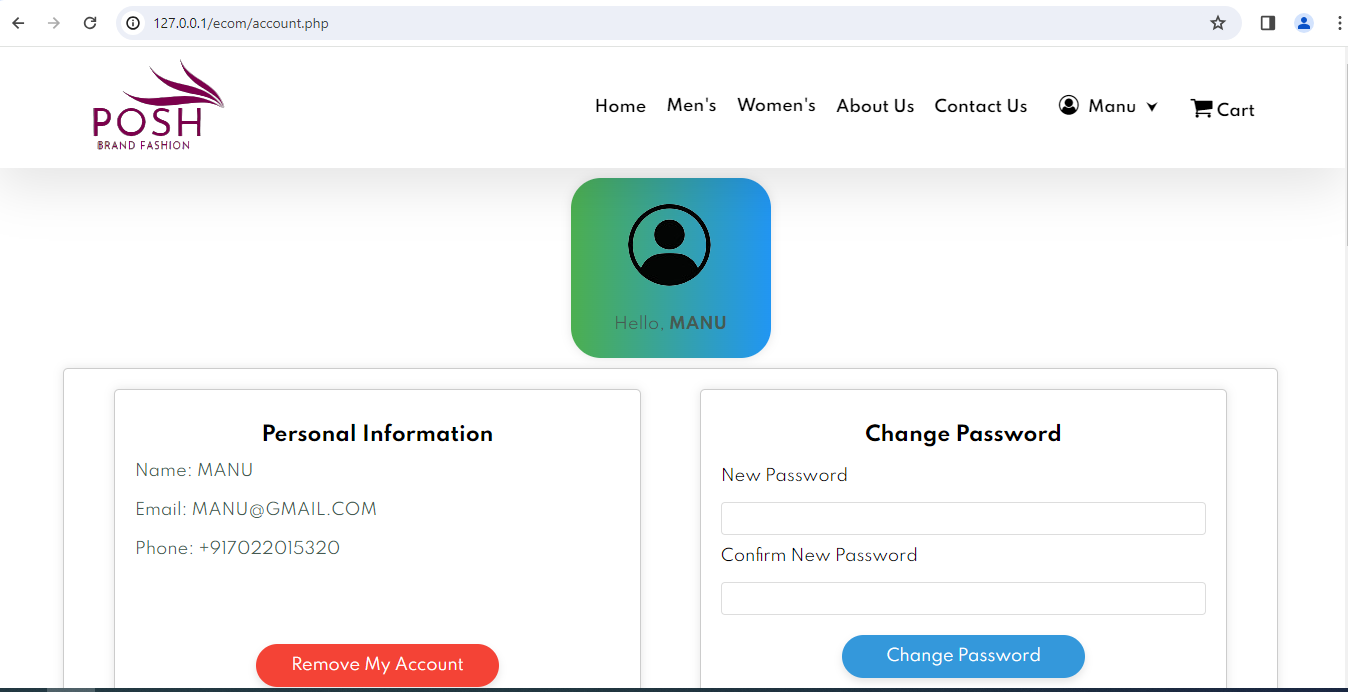 127.0.0.1/ecom/account.php
POSH
BRAND FASHION
Home Men's Women's About Us Contact Us Manu Cart
Hello, MANU
Personal Information
Name: MANU
Email: MANU@GMAIL.COM
Phone: +917022015320
Remove My Account
Change Password
New Password
Confirm New Password
Change Password